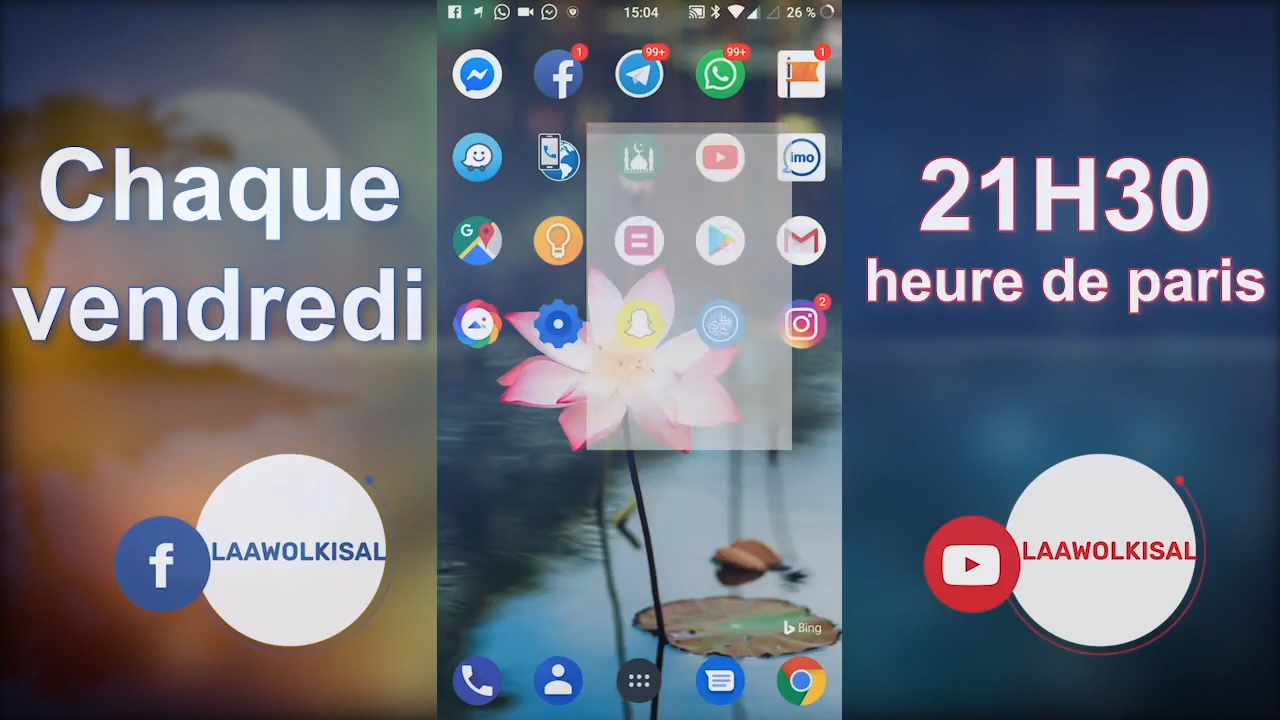 15:04
26 %
1
99+
99+
1
imo
G
2
Chaque
vendredi
21H30
heure de paris
LAAWOLKISAL
LAAWOLKISAL
Bing